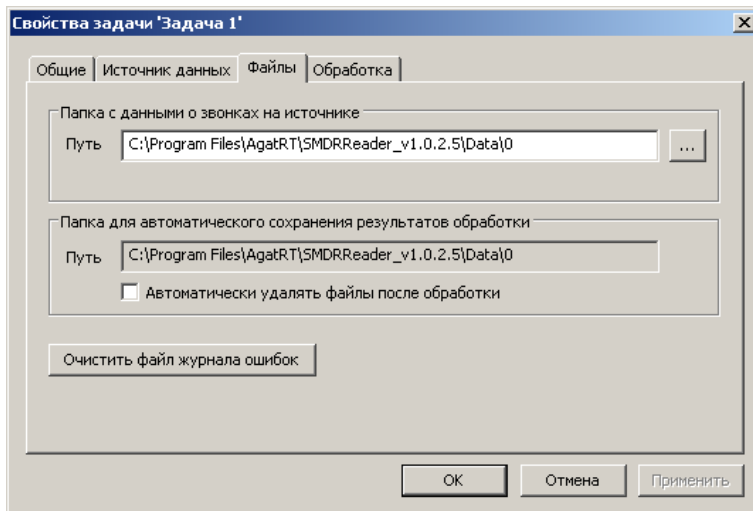 Свойства задачи 'Задача 1'
Общие Источник данных Файлы Обработка
Папка с данными о звонках на источнике
Путь C:\Program Files\AgatRT\SMDRReader_v1.0.2.5\Data\0 ...
Папка для автоматического сохранения результатов обработки
Путь C:\Program Files\AgatRT\SMDRReader_v1.0.2.5\Data\0
Автоматически удалять файлы после обработки
Очистить файл журнала ошибок
OK Отмена Применить